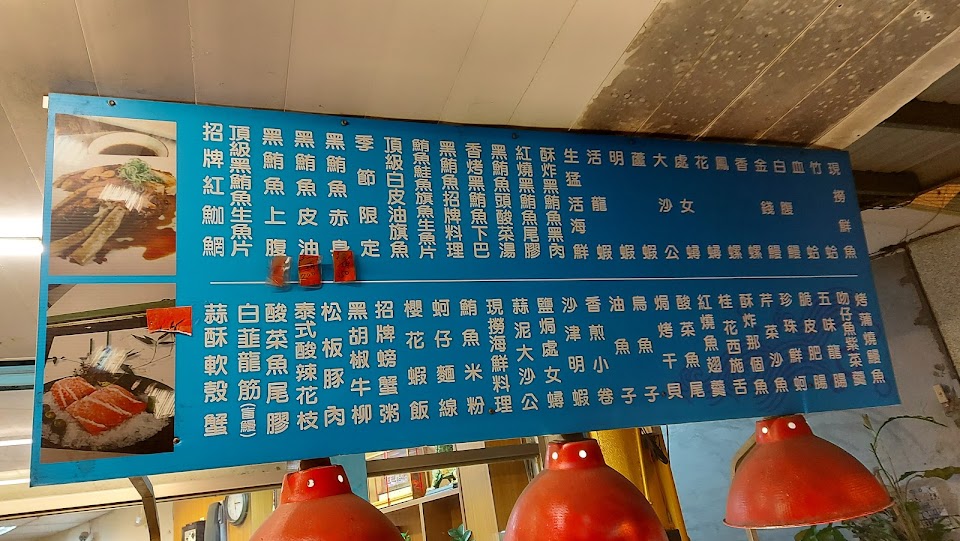 招牌紅魽鯛
頂級黑鮪魚生魚片
黑鮪魚上腹
黑鮪魚皮油
黑鮪魚赤身
季節限定
頂級白皮油旗魚
鮪魚鮭魚旗魚生魚片
黑鮪魚招牌料理
香烤黑鮪魚下巴
黑鮪魚頭酸菜湯
紅燒黑鮪魚尾膠
酥炸黑鮪魚黑肉
生猛活海鮮
活龍蝦
明蝦
蘆蝦
大沙公
處女蟳
花蟳
鳳螺
香螺
金錢鰻
白腹鰻
血蛤
竹蛤
現撈鮮魚
蒜酥軟殼蟹
白韮龍筋
酸菜魚尾膠
泰式酸辣花枝
松板豚肉
黑胡椒牛柳
招牌螃蟹粥
櫻花蝦飯
蚵仔麵線
鮪魚米粉
現撈海鮮料理
蒜泥大沙公
鹽焗處女蟳
沙津明蝦
香煎小卷
油魚子
烏魚子
焗烤干貝
酸菜魚尾
紅燒魚翅羹
桂花西施舌
酥炸那個魚
芹菜沙魚
珍珠鮮蚵
脆皮肥腸
五味龍腸
吻仔魚紫菜羹
烤蒲燒鰻魚